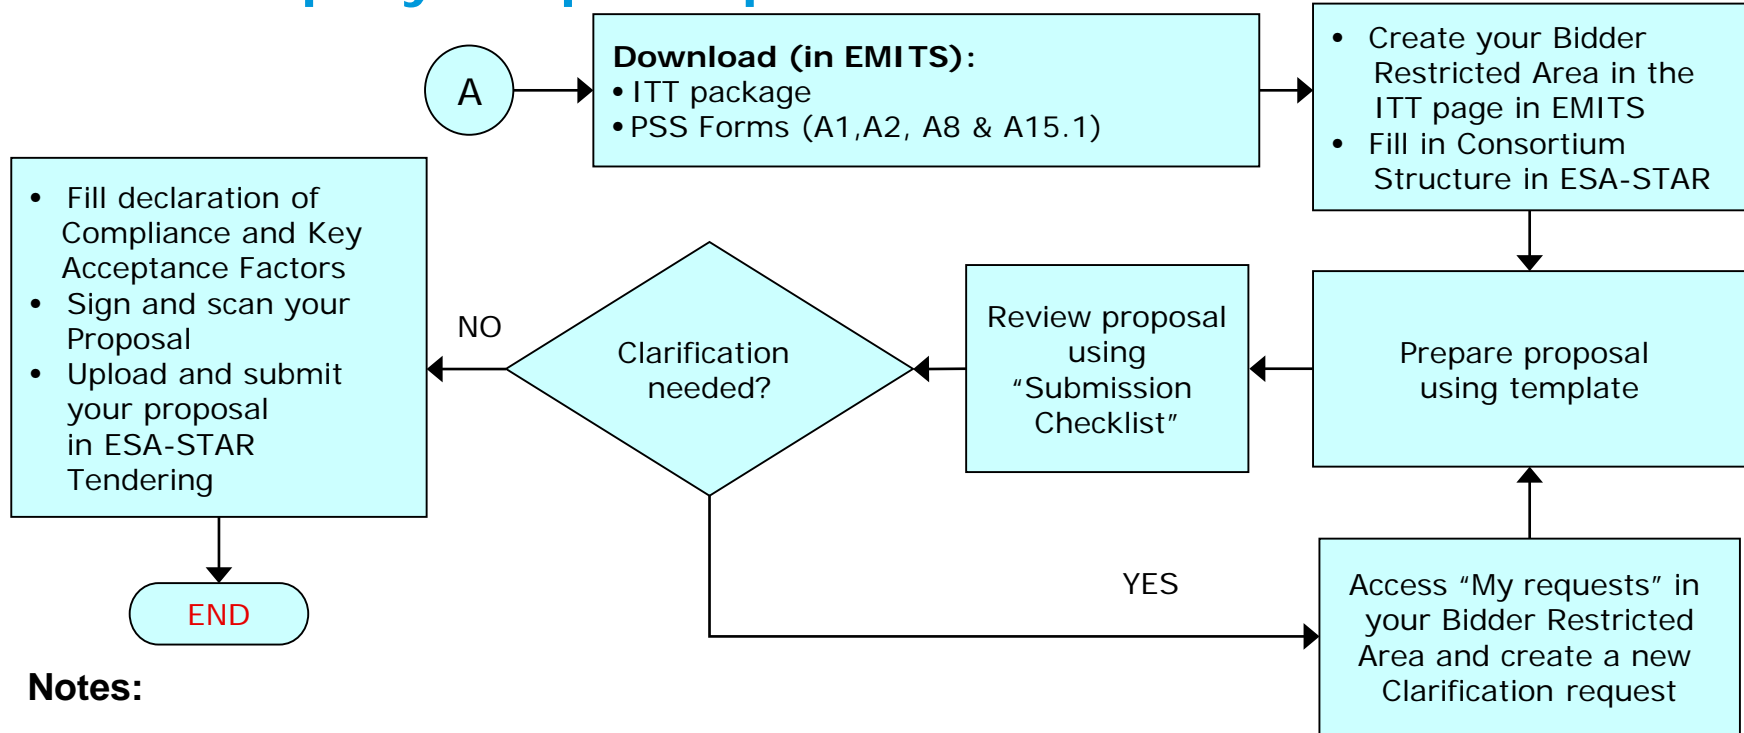 A
Download (in EMITS):
• ITT package
• PSS Forms (A1,A2, A8 & A15.1)
• Create your Bidder
Restricted Area in the
ITT page in EMITS
• Fill in Consortium
Structure in ESA-STAR
• Fill declaration of
Compliance and Key
Acceptance Factors
• Sign and scan your
Proposal
• Upload and submit
your proposal
in ESA-STAR
Tendering
NO
Clarification
needed?
Review proposal
using
“Submission
Checklist”
Prepare proposal
using template
YES
Access “My requests” in
your Bidder Restricted
Area and create a new
Clarification request
END
Notes: